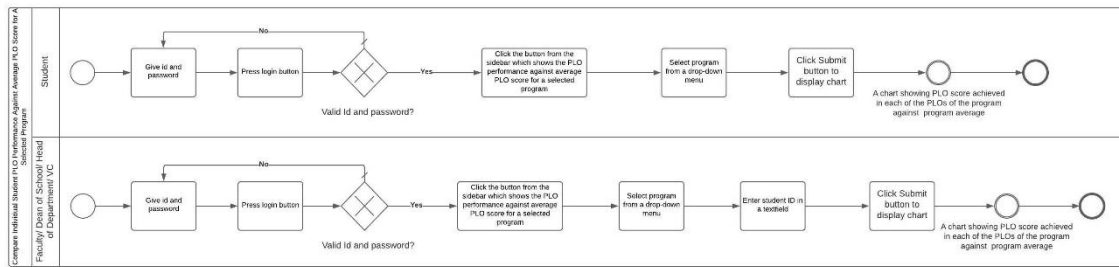 Compare Individual Student PLO Performance Against Average PLO Score for A
Selected Program
Student
No
Give id and
password
Press login button
Yes
Valid Id and password?
Click the button from the
sidebar which shows the PLO
performance against average
PLO score for a selected
program
Select program
from a drop-down
menu
Click Submit
button to
display chart
A chart showing PLO score achieved
in each of the PLOs of the program
against program average
Faculty/ Dean of School/ Head
of Department/ VC
No
Give id and
password
Press login button
Yes
Valid Id and password?
Click the button from the
sidebar which shows the PLO
performance against average
PLO score for a selected
program
Select program
from a drop-down
menu
Enter student ID in
a textfield
Click Submit
button to
display chart
A chart showing PLO score achieved
in each of the PLOs of the program
against program average